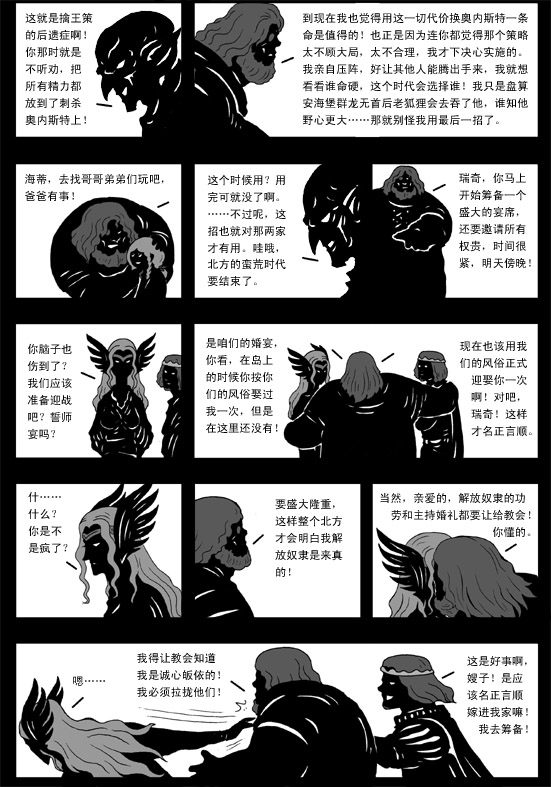 这就是擒王策
的后遗症啊！
你那时就是
不听劝，把
所有精力都
放到了刺杀
奥内斯特上！
到现在我也觉得用这一切代价换奥内斯特一条
命是值得的！也正是因为连你都觉得那个策略
太不顾大局，太不合理，我才下决心实施的。
我亲自压阵，好让其他人能腾出手来，我就想
看看谁命硬，这个时代会选择谁！我只是盘算
安海堡群龙无首后老狐狸会去吞了他，谁知他
野心更大……那就别怪我用最后一招了。
海蒂，去找哥哥弟弟们玩吧，
爸爸有事！
这个时候用？用
完可就没了啊。
……不过呢，这
招也就对那两家
才有用。哇哦，
北方的蛮荒时代
要结束了。
瑞奇，你马上
开始筹备一个
盛大的宴席，
还要邀请所有
权贵，时间很
紧，明天傍晚！
你脑子也
伤到了？
我们应该
准备迎战
吧？誓师
宴吗？
是咱们的婚宴，
你看，在岛上
的时候你按你
们的风俗娶过
我一次，但是
在这里还没有！
现在也该用我
们的风俗正式
迎娶你一次
啊！对吧，
瑞奇！这样
才名正言顺。
什……
什么？
你是不
是疯了？
要盛大隆重，
这样整个北方
才会明白我解
放奴隶是来真
的！
当然，亲爱的，解放奴隶的功
劳和主持婚礼都要让给教会！
你懂的。
嗯……
我得让教会知道
我是诚心皈依的！
我必须拉拢他们！
这是好事啊，
嫂子！是应
该名正言顺
嫁进我家嘛！
我去筹备！